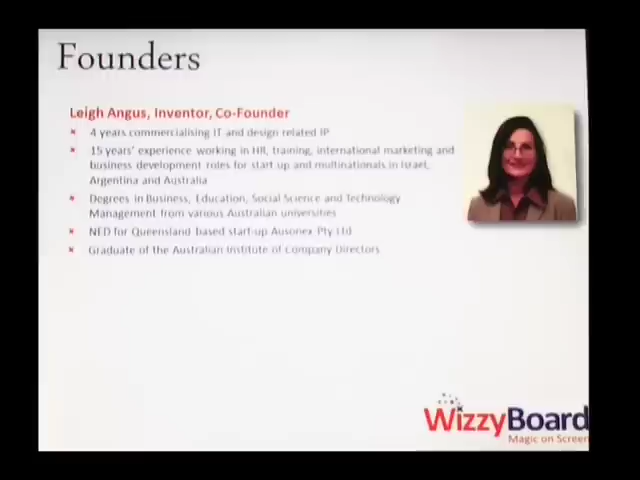 Founders
Leigh Angus, Inventor, Co-Founder
4 years commercialising IT and design related IP
15 years' experience working in HR, training, international marketing and
business development roles for start up and multinationals in Israel,
Argentina and Australia
Degrees in Business, Education, Social Science and Technology
Management from various Australian universities
NED for Queensland based start-up Ausonex Pty Ltd
Graduate of the Australian Institute of Company Directors
WizzyBoard
Magic on Screen